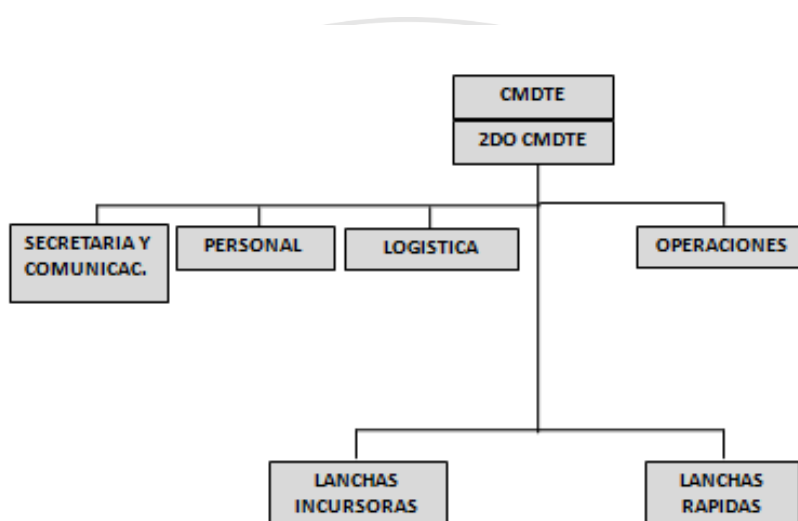 CMDTE
2DO CMDTE
SECRETARIA Y
COMUNICAC.
PERSONAL
LOGISTICA
OPERACIONES
LANCHAS
INCURSORAS
LANCHAS
RAPIDAS